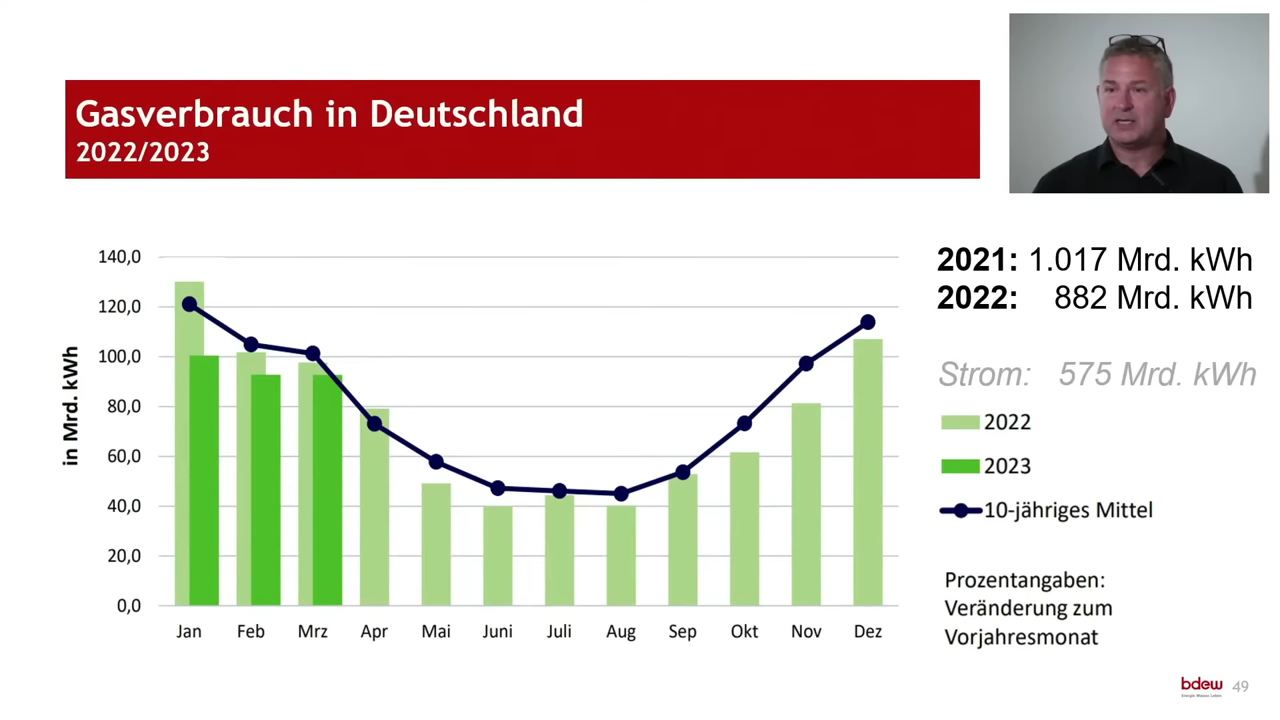 Gasverbrauch in Deutschland
2022/2023
in Mrd. kWh
140,0
120,0
100,0
80,0
60,0
40,0
20,0
0,0
Jan Feb Mrz Apr Mai Juni Juli Aug Sep Okt Nov Dez
2021: 1.017 Mrd. kWh
2022: 882 Mrd. kWh
Strom: 575 Mrd. kWh
2022
2023
10-jähriges Mittel
Prozentangaben:
Veränderung zum
Vorjahresmonat
bdew
Energie. Wasser. Leben.
49